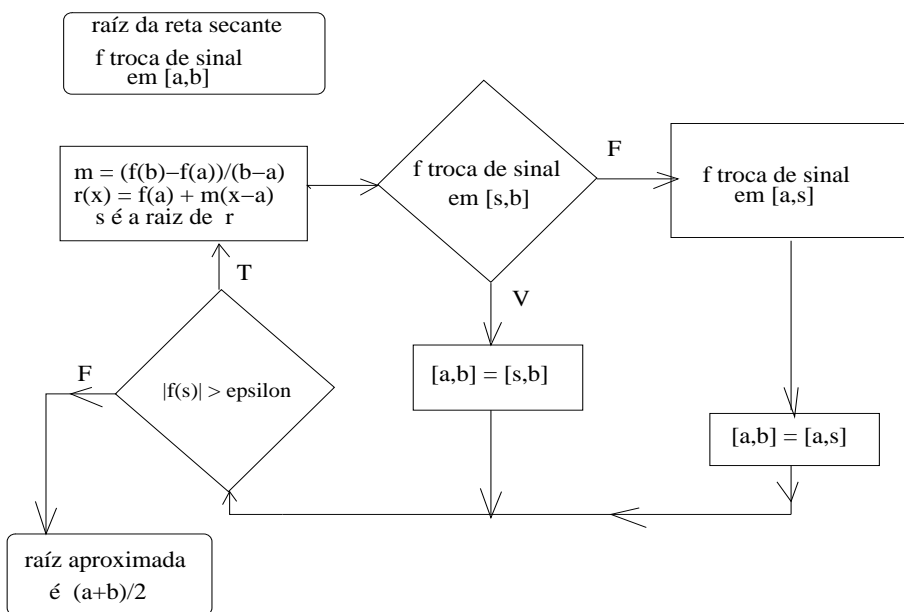 raíz da reta secante
f troca de sinal
em [a,b]
m = (f(b)−f(a))/(b−a)
r(x) = f(a) + m(x−a)
s é a raiz de r
f troca de sinal
em [s,b]
F
f troca de sinal
em [a,s]
T
V
F
|f(s)| > epsilon
[a,b] = [s,b]
[a,b] = [a,s]
raíz aproximada
é (a+b)/2